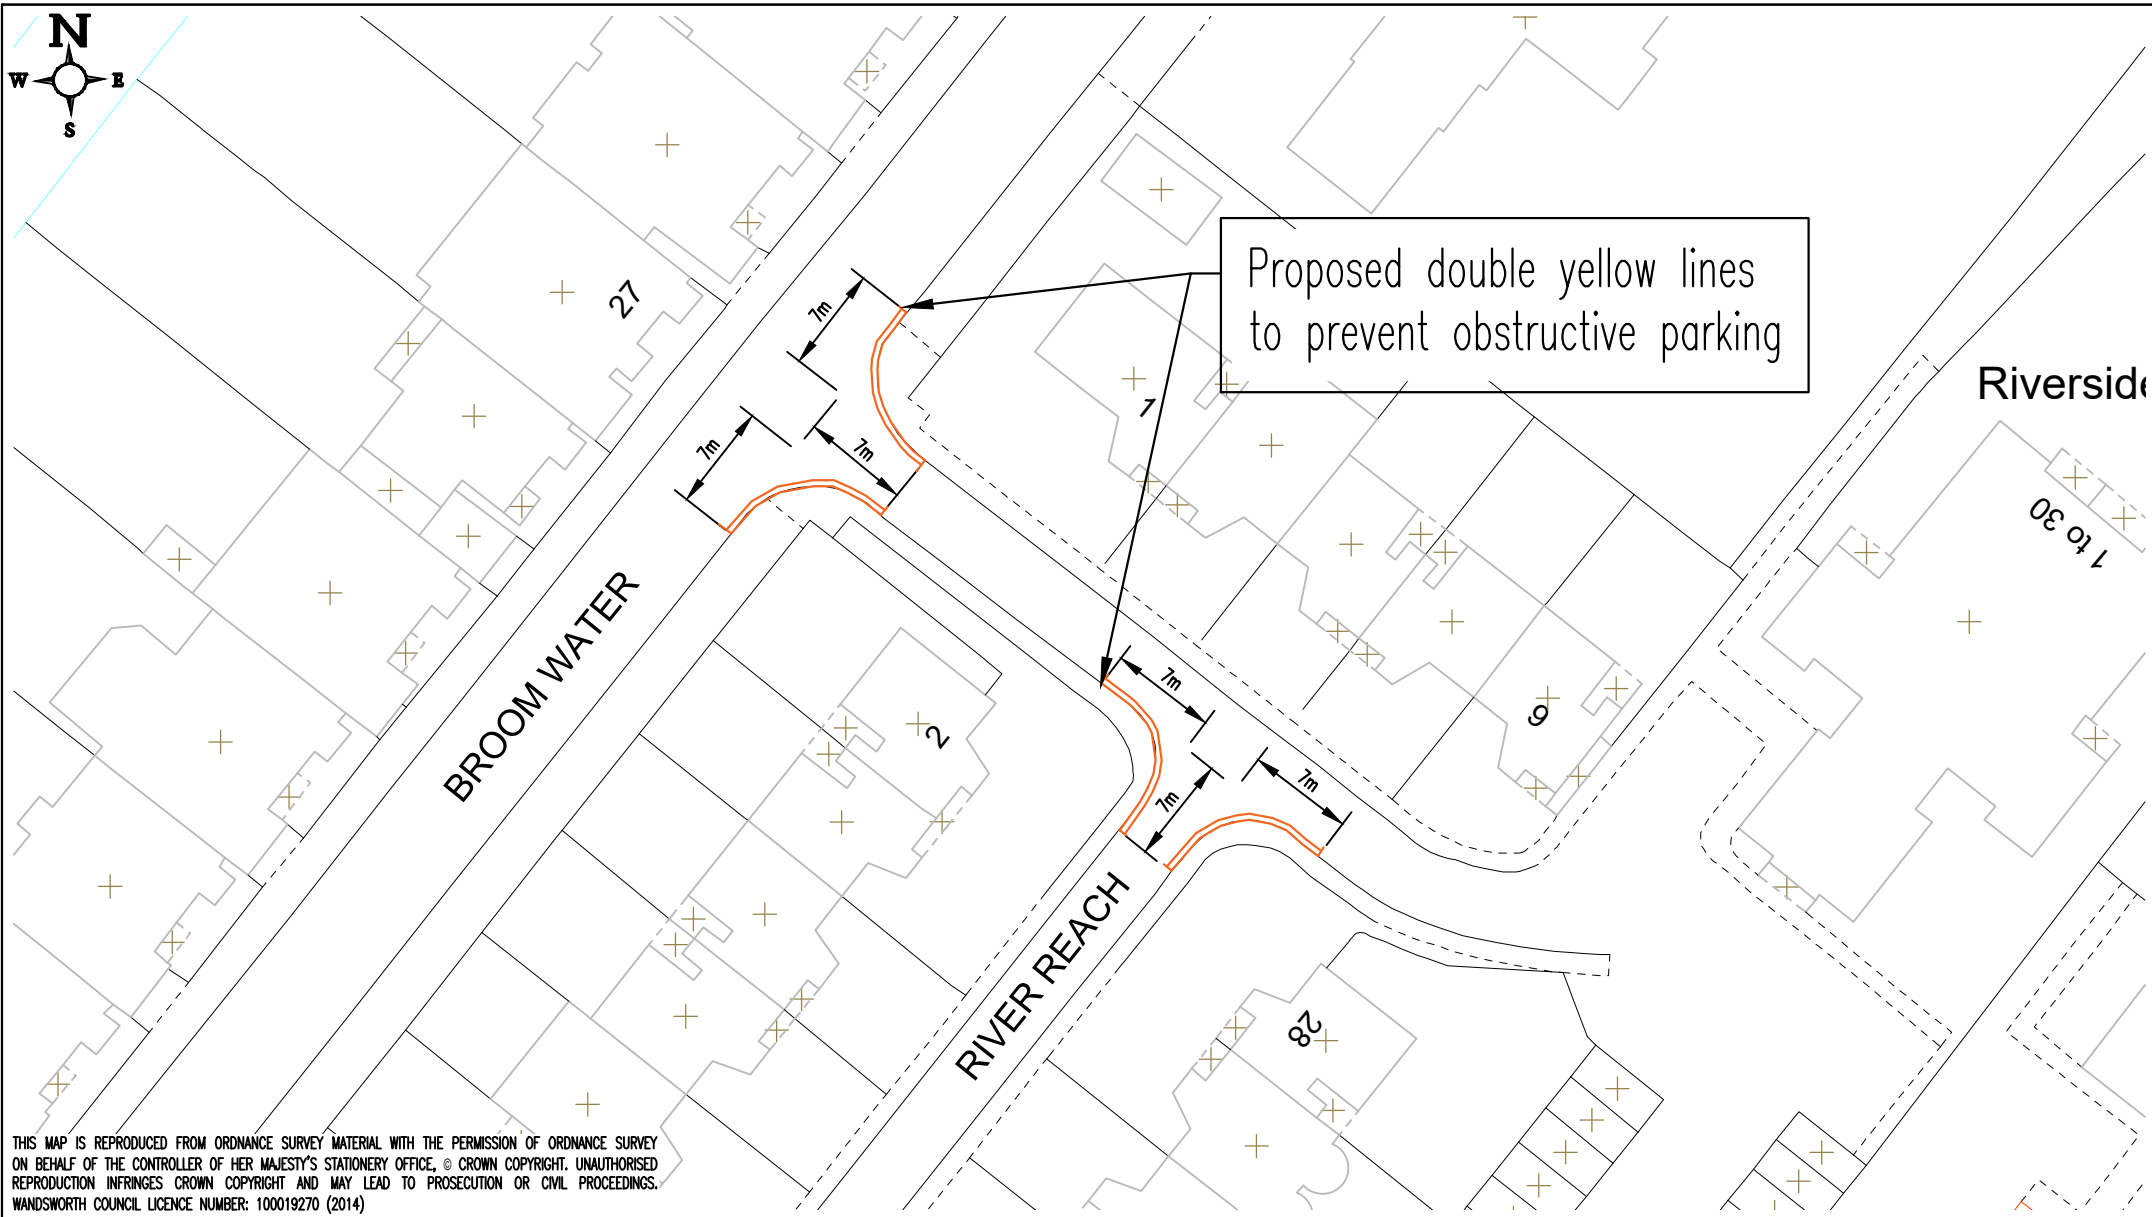 N
W E
S
Proposed double yellow lines
to prevent obstructive parking
27
7m
7m
7m
1
Riverside
1 to 30
BROOM WATER
2
7m
7m
7m
9
RIVER REACH
28
THIS MAP IS REPRODUCED FROM ORDNANCE SURVEY MATERIAL WITH THE PERMISSION OF ORDNANCE SURVEY
ON BEHALF OF THE CONTROLLER OF HER MAJESTY'S STATIONERY OFFICE, © CROWN COPYRIGHT. UNAUTHORISED
REPRODUCTION INFRINGES CROWN COPYRIGHT AND MAY LEAD TO PROSECUTION OR CIVIL PROCEEDINGS.
WANDSWORTH COUNCIL LICENCE NUMBER: 100019270 (2014)